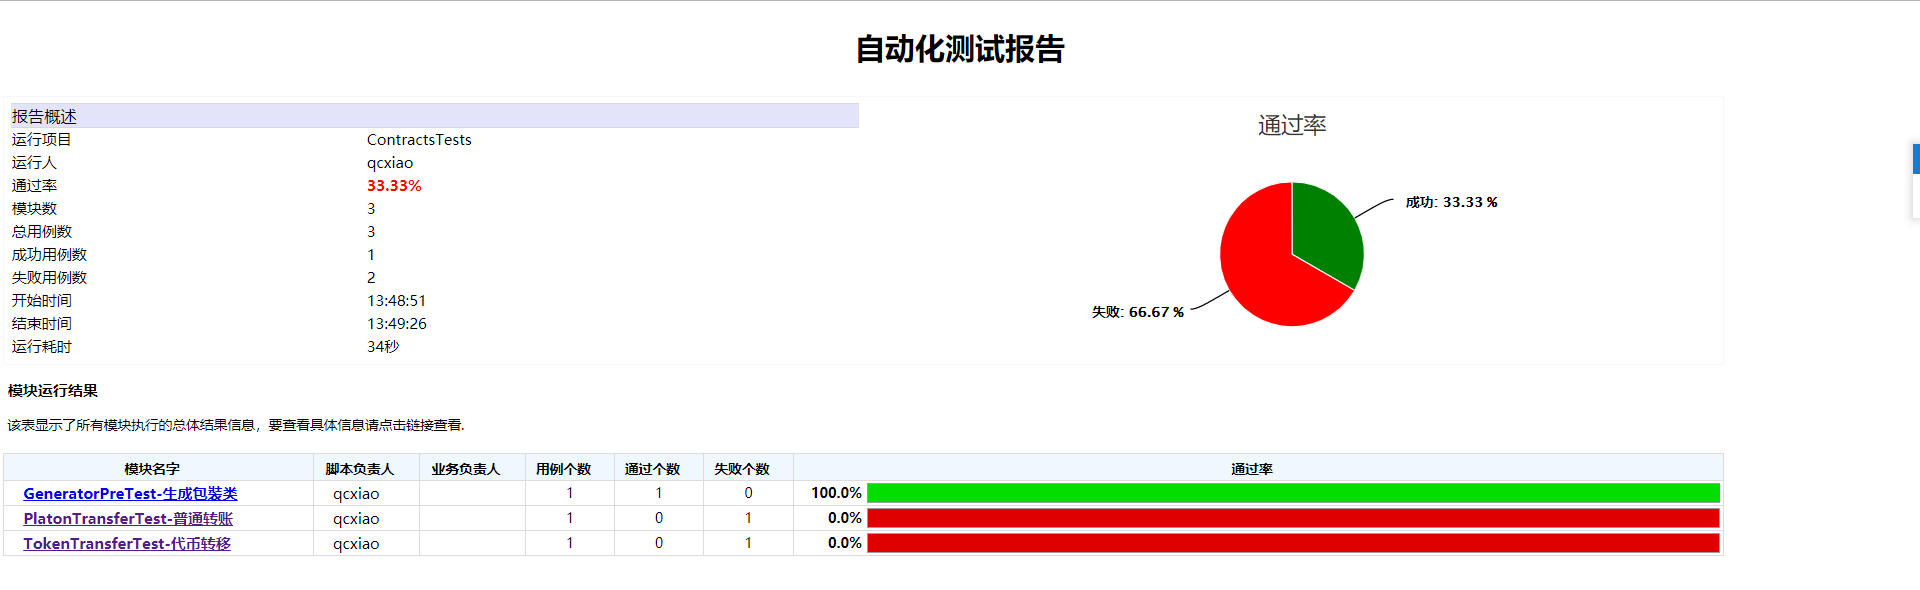 自动化测试报告
报告概述
运行项目 ContractsTests
运行人 qcxiao
通过率 33.33%
模块数 3
总用例数 3
成功用例数 1
失败用例数 2
开始时间 13:48:51
结束时间 13:49:26
运行耗时 34秒
通过率
成功: 33.33 %
失败: 66.67 %
模块运行结果
该表显示了所有模块执行的总体结果信息，要查看具体信息请点击链接查看.
模块名字 脚本负责人 业务负责人 用例个数 通过个数 失败个数 通过率
GeneratorPreTest-生成包裝类 qcxiao 1 1 0 100.0%
PlatonTransferTest-普通转账 qcxiao 1 0 1 0.0%
TokenTransferTest-代币转移 qcxiao 1 0 1 0.0%